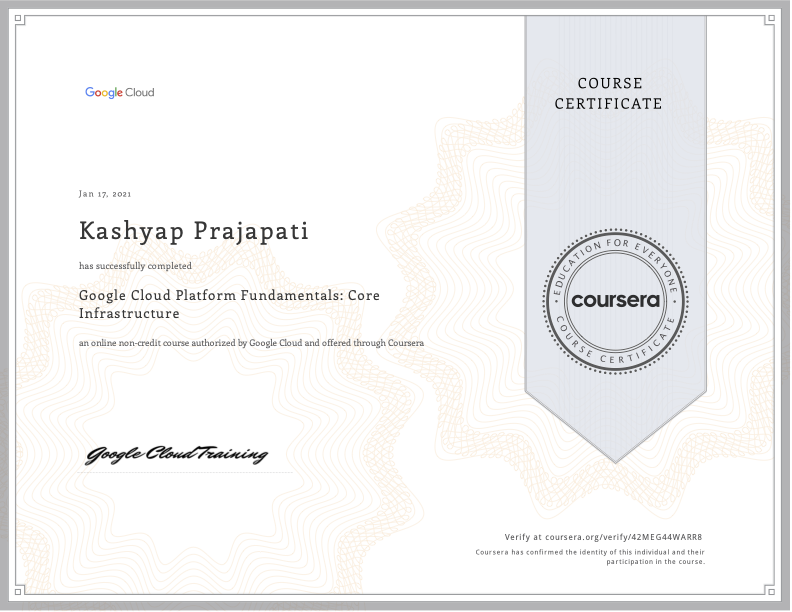 Google Cloud
COURSE
CERTIFICATE
Jan 17, 2021
Kashyap Prajapati
has successfully completed
Google Cloud Platform Fundamentals: Core
Infrastructure
an online non-credit course authorized by Google Cloud and offered through Coursera
EDUCATION FOR EVERYONE
coursera
COURSE CERTIFICATE
Google Cloud Training
Verify at coursera.org/verify/42MEG44WARR8
Coursera has confirmed the identity of this individual and their
participation in the course.